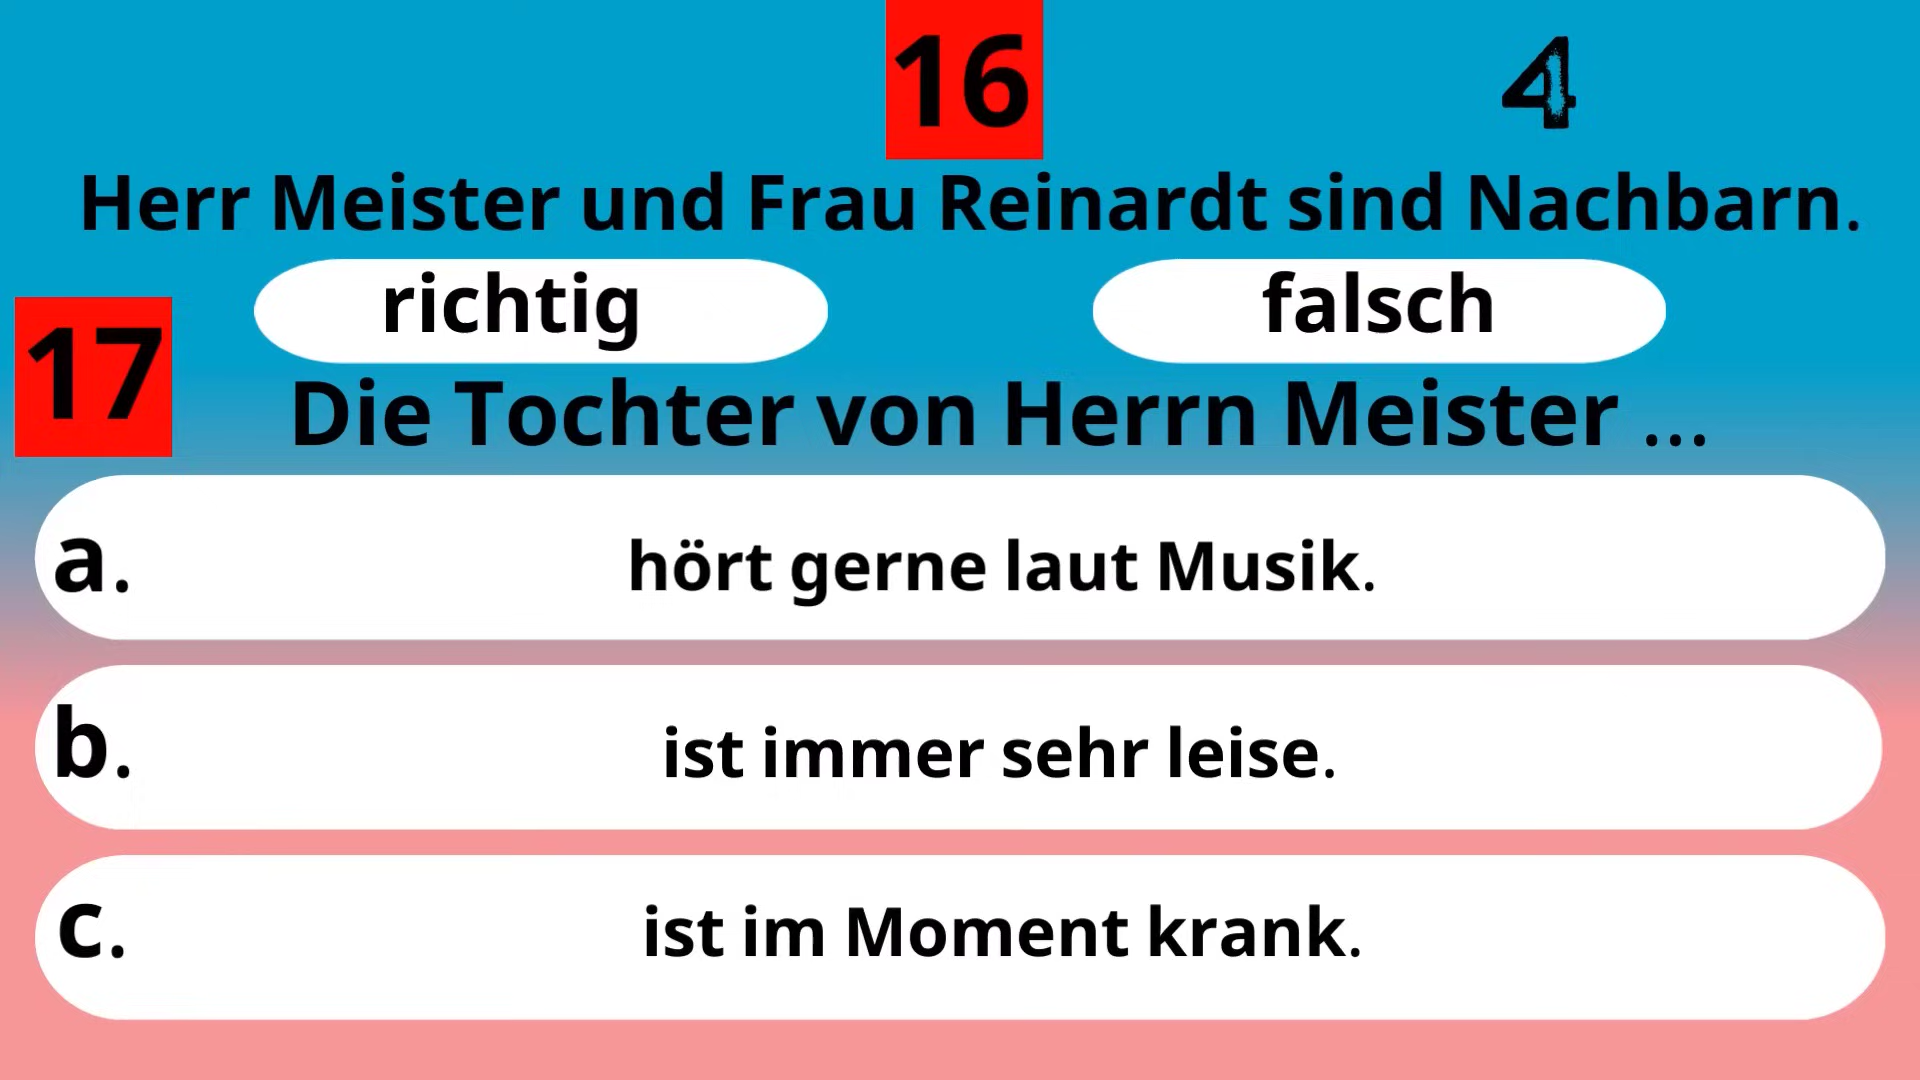 16
4
Herr Meister und Frau Reinardt sind Nachbarn.
richtig
falsch
17
Die Tochter von Herrn Meister ...
a. hört gerne laut Musik.
b. ist immer sehr leise.
c. ist im Moment krank.